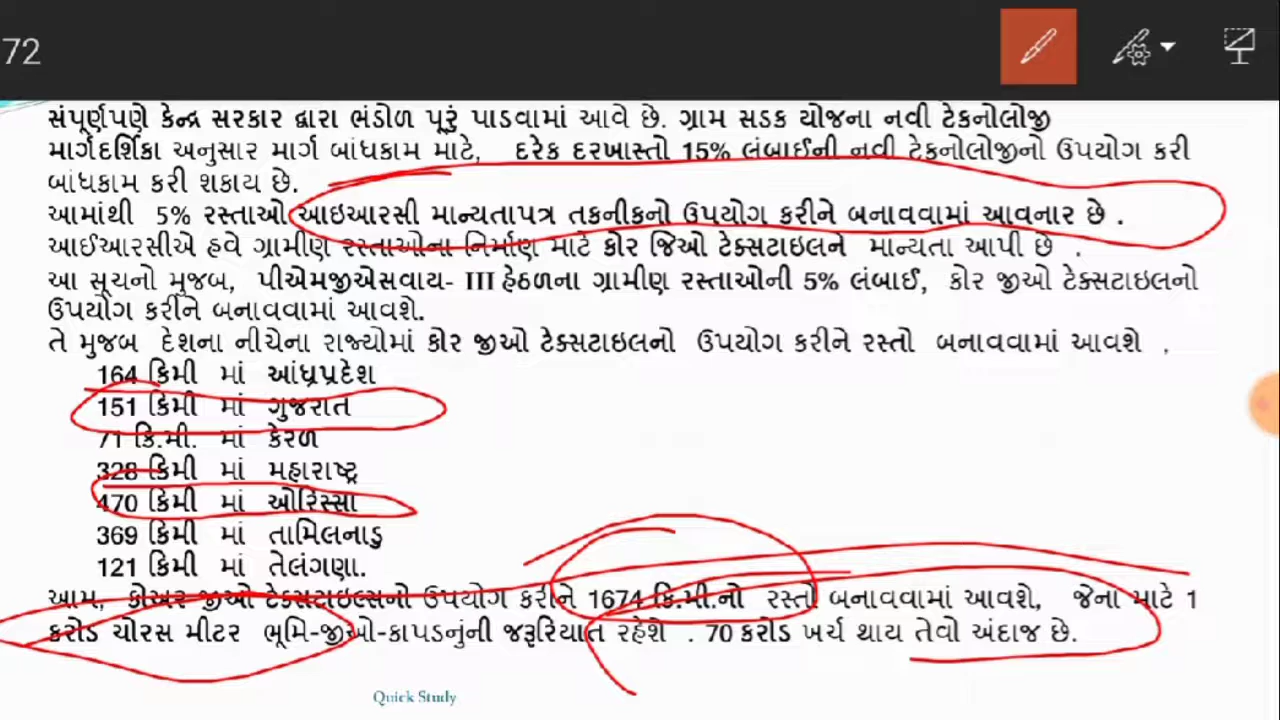 72
સંપૂર્ણપણે કેન્દ્ર સરકાર દ્વારા ભંડોળ પૂરું પાડવામાં આવે છે. ગ્રામ સડક યોજના નવી ટેકનોલોજી
માર્ગદર્શિકા અનુસાર માર્ગ બાંધકામ માટે, દરેક દરખાસ્તો 15% લંબાઈની નવી ટેકનોલોજીનો ઉપયોગ કરી
બાંધકામ કરી શકાય છે.
આમાંથી 5% રસ્તાઓ આઇઆરસી માન્યતાપત્ર તકનીકનો ઉપયોગ કરીને બનાવવામાં આવનાર છે .
આઈઆરસીએ હવે ગ્રામીણ રસ્તાઓના નિર્માણ માટે કોર જિઓ ટેક્સટાઇલને માન્યતા આપી છે .
આ સૂચનો મુજબ, પીએમજીએસવાય- III હેઠળના ગ્રામીણ રસ્તાઓની 5% લંબાઈ, કોર જીઓ ટેક્સટાઇલનો
ઉપયોગ કરીને બનાવવામાં આવશે.
તે મુજબ દેશના નીચેના રાજ્યોમાં કોર જીઓ ટેક્સટાઇલનો ઉપયોગ કરીને રસ્તો બનાવવામાં આવશે ,
164 કિમી માં આંધ્રપ્રદેશ
151 કિમી માં ગુજરાત
71 કિ.મી. માં કેરળ
328 કિમી માં મહારાષ્ટ્ર
470 કિમી માં ઓરિસ્સા
369 કિમી માં તામિલનાડુ
121 કિમી માં તેલંગણા.
આમ, કોઅર જીઓ ટેક્સટાઇલ્સનો ઉપયોગ કરીને 1674 કિ.મી.નો રસ્તો બનાવવામાં આવશે, જેના માટે 1
કરોડ ચોરસ મીટર ભૂમિ-જીઓ-કાપડનુંની જરૂરિયાત રહેશે . 70 કરોડ ખર્ચ થાય તેવો અંદાજ છે.
Quick Study